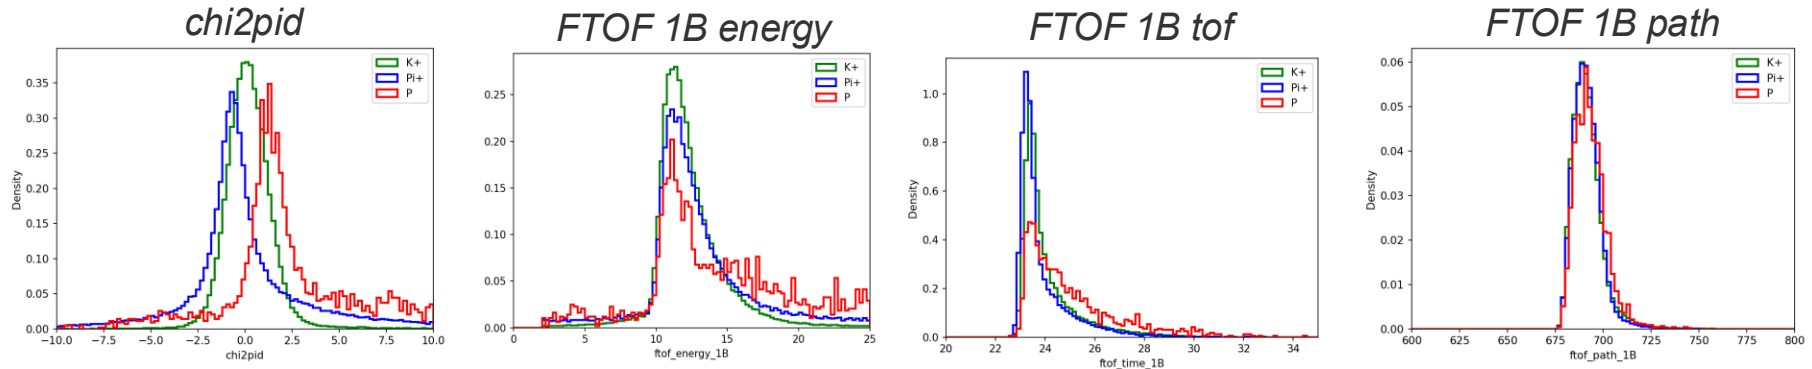 chi2pid
FTOF 1B energy
FTOF 1B tof
FTOF 1B path
K+
Pi+
P
0.35
0.30
0.25
0.20
0.15
0.10
0.05
0.00
Density
−10.0 −7.5 −5.0 −2.5 0.0 2.5 5.0 7.5 10.0
chi2pid
K+
Pi+
P
0.25
0.20
0.15
0.10
0.05
0.00
Density
0 5 10 15 20 25
ftof_energy_1B
K+
Pi+
P
1.0
0.8
0.6
0.4
0.2
0.0
Density
20 22 24 26 28 30 32 34
ftof_time_1B
K+
Pi+
P
0.06
0.05
0.04
0.03
0.02
0.01
0.00
Density
600 625 650 675 700 725 750 775 800
ftof_path_1B